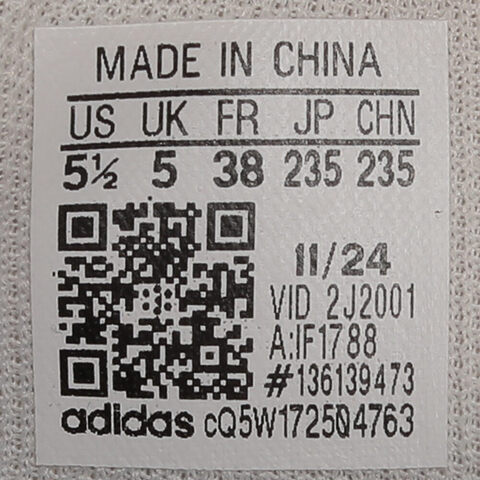 MADE IN CHINA
US UK FR JP CHN
5½ 5 38 235 235
11/24
VID 2J2001
A:IF1788
#136139473
adidas cQ5W172504763